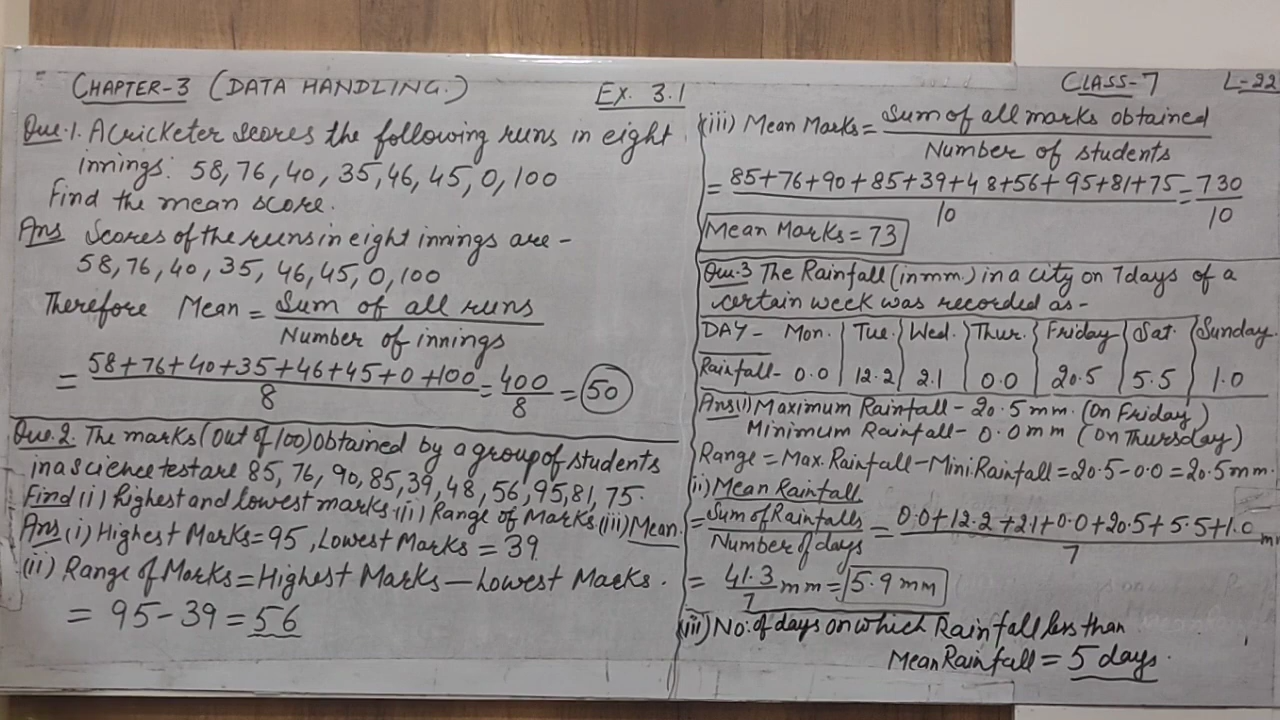 CHAPTER-3 (DATA HANDLING.)
EX. 3.1
CLASS-7
L-22
Que.1. A Cricketer scores the following runs in eight
innings: 58, 76, 40, 35, 46, 45, 0, 100
Find the mean score.
Ans Scores of the runs in eight innings are -
58, 76, 40, 35, 46, 45, 0, 100
Therefore Mean = Sum of all runs
Number of innings
= 58+76+40+35+46+45+0+100 = 400 = 50
8 8
Que.2. The marks (out of 100) obtained by a group of students
in a science test are 85, 76, 90, 85, 39, 48, 56, 95, 81, 75.
Find (i) highest and lowest marks (ii) Range of Marks (iii) Mean.
Ans (i) Highest Marks = 95, Lowest Marks = 39
(ii) Range of Marks = Highest Marks - Lowest Marks.
= 95-39 = 56
(iii) Mean Marks = Sum of all marks obtained
Number of students
= 85+76+90+85+39+48+56+95+81+75 = 730
10 10
Mean Marks = 73
Que.3 The Rainfall (in mm.) in a city on 7 days of a
certain week was recorded as -
DAY - Mon. Tue. Wed. Thur. Friday Sat. Sunday.
Rainfall - 0.0 12.2 2.1 0.0 20.5 5.5 1.0
Ans (i) Maximum Rainfall - 20.5 mm. (On Friday)
Minimum Rainfall - 0.0 mm (On Thursday)
Range = Max. Rainfall - Mini. Rainfall = 20.5 - 0.0 = 20.5 mm.
(ii) Mean Rainfall
= Sum of Rainfalls = 0.0+12.2+2.1+0.0+20.5+5.5+1.0 mm
Number of days 7
= 41.3 mm = 5.9 mm
7
(iii) No. of days on which Rainfall less than
Mean Rainfall = 5 days.